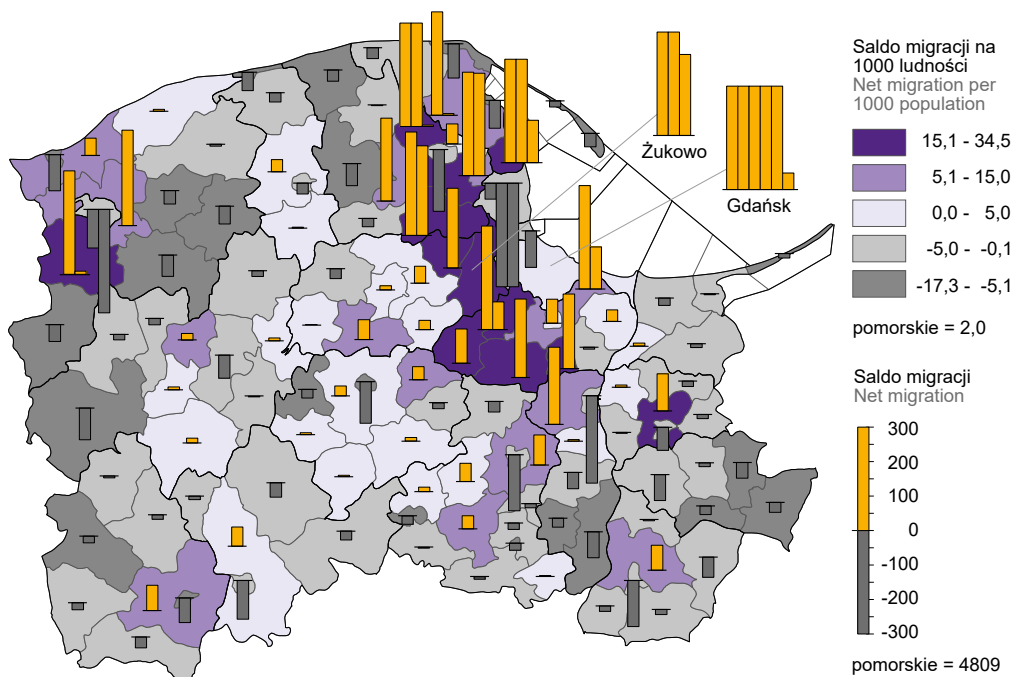 Żukowo
Gdańsk
Saldo migracji na
1000 ludności
Net migration per
1000 population
15,1 - 34,5
5,1 - 15,0
0,0 - 5,0
-5,0 - -0,1
-17,3 - -5,1
pomorskie = 2,0
Saldo migracji
Net migration
300
200
100
0
-100
-200
-300
pomorskie = 4809